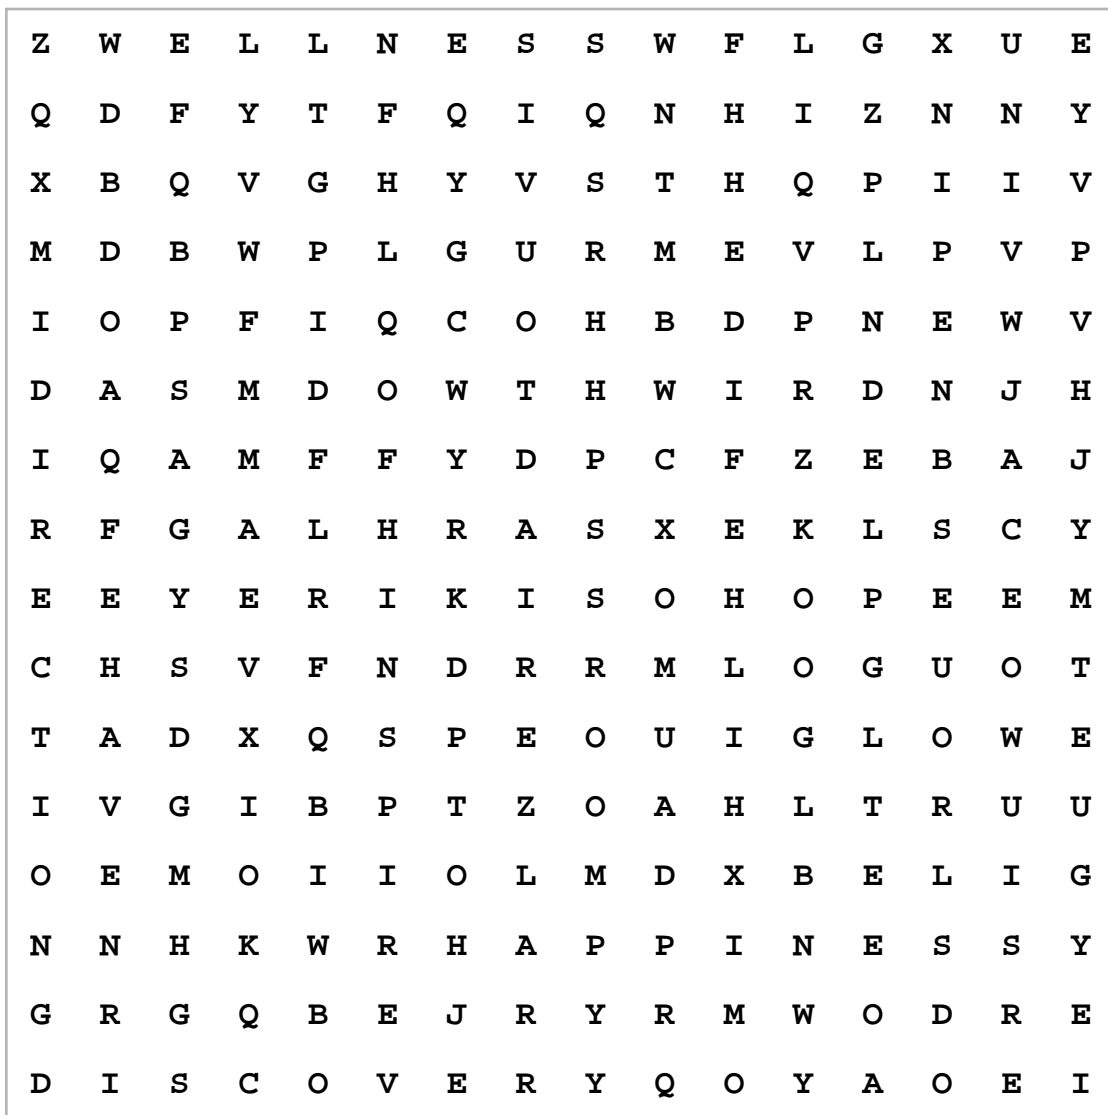 Z W E L L N E S S W F L G X U E
Q D F Y T F Q I Q N H I Z N N Y
X B Q V G H Y V S T H Q P I I V
M D B W P L G U R M E V L P V P
I O P F I Q C O H B D P N E W V
D A S M D O W T H W I R D N J H
I Q A M F F Y D P C F Z E B A J
R F G A L H R A S X E K L S C Y
E E Y E R I K I S O H O P E E M
C H S V F N D R R M L O G U O T
T A D X Q S P E O U I G L O W E
I V G I B P T Z O A H L T R U U
O E M O I I O L M D X B E L I G
N N H K W R H A P P I N E S S Y
G R G Q B E J R Y R M W O D R E
D I S C O V E R Y Q O Y A O E I